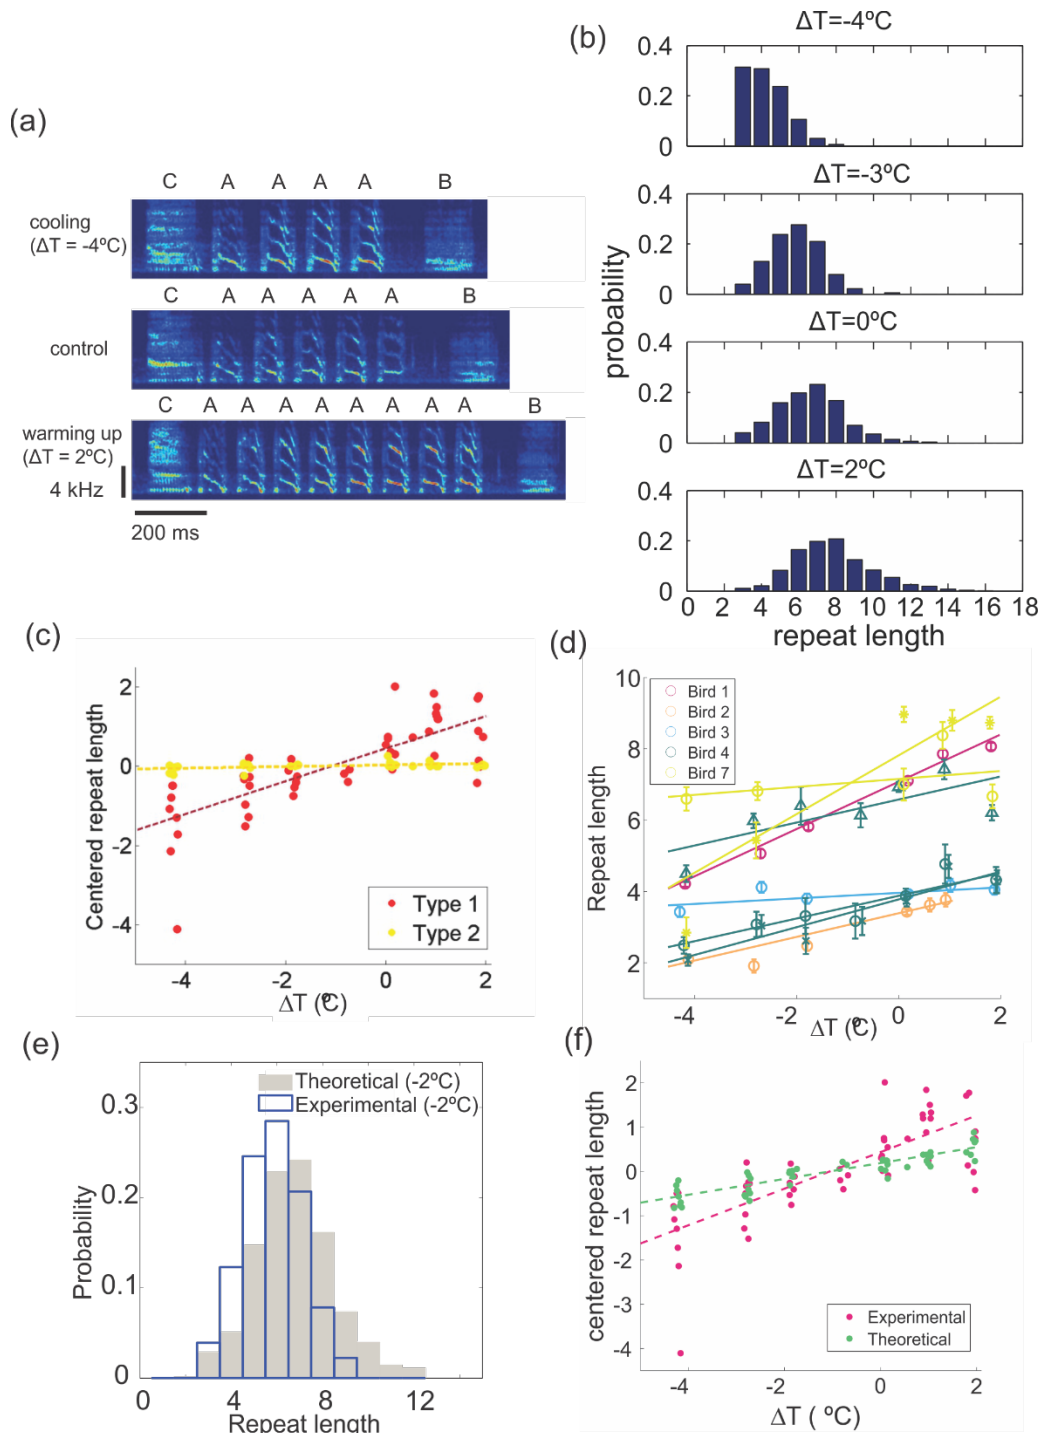 (a)
C A A A A B
cooling
(ΔT = -4ºC)
C A A A A A B
control
C A A A A A A A A B
warming up
(ΔT = 2ºC)
4 kHz
200 ms
(b)
ΔT=-4ºC
0.4
0.2
0
ΔT=-3ºC
0.4
0.2
0
ΔT=0ºC
0.4
0.2
0
ΔT=2ºC
0.4
0.2
0
probability
0 2 4 6 8 10 12 14 16 18
repeat length
(c)
Centered repeat length
2
0
-2
-4
Type 1
Type 2
-4 -2 0 2
ΔT (ºC)
(d)
Repeat length
10
8
6
4
2
Bird 1
Bird 2
Bird 3
Bird 4
Bird 7
-4 -2 0 2
ΔT (ºC)
(e)
Probability
0.3
0.2
0.1
0
Theoretical (-2ºC)
Experimental (-2ºC)
0 4 8 12
Repeat length
(f)
centered repeat length
2
1
0
-1
-2
-3
-4
Experimental
Theoretical
-4 -2 0 2
ΔT ( ºC)